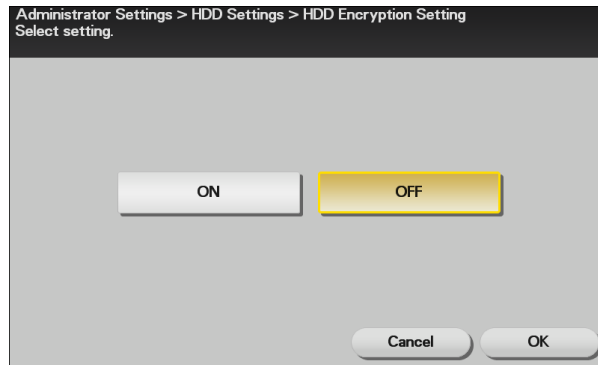 Administrator Settings > HDD Settings > HDD Encryption Setting
Select setting.
ON
OFF
Cancel
OK